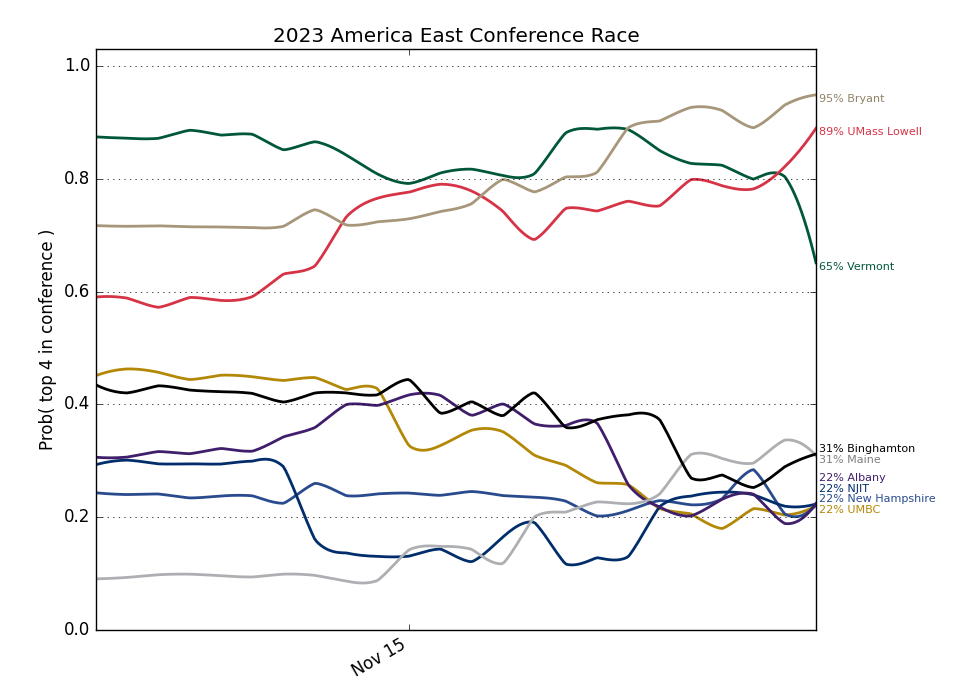 2023 America East Conference Race
Prob( top 4 in conference )
1.0
0.8
0.6
0.4
0.2
0.0
Nov 15
95% Bryant
89% UMass Lowell
65% Vermont
31% Binghamton
31% Maine
22% Albany
22% NJIT
22% New Hampshire
22% UMBC